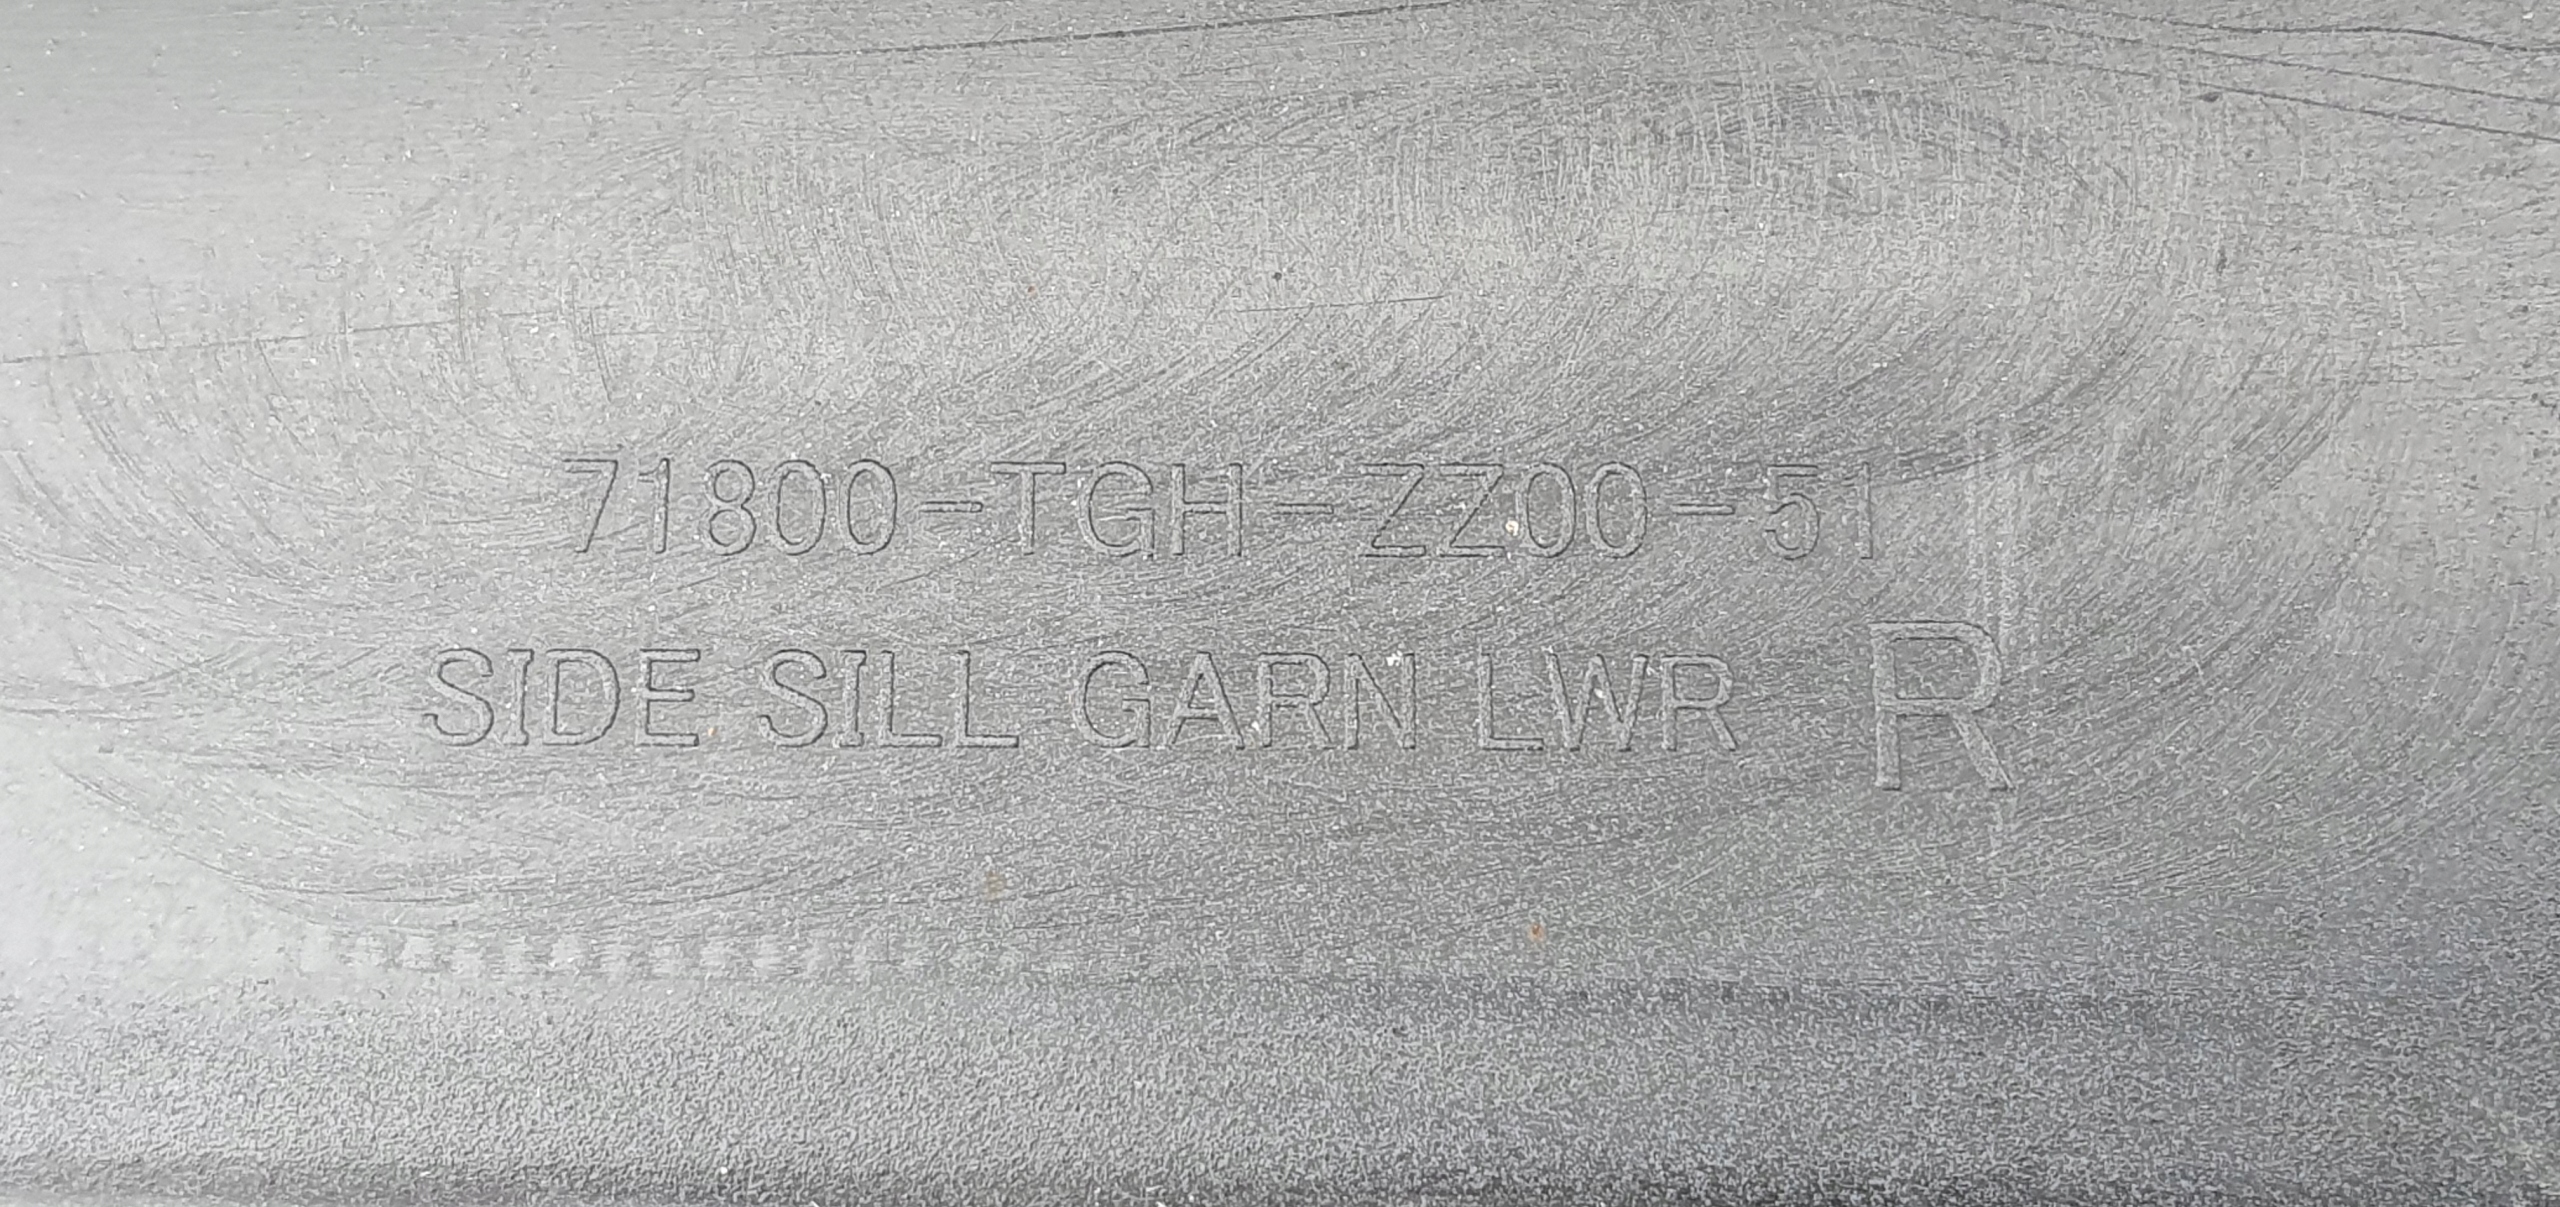 71800-TGH-ZZ00-51
SIDE SILL GARN LWR R